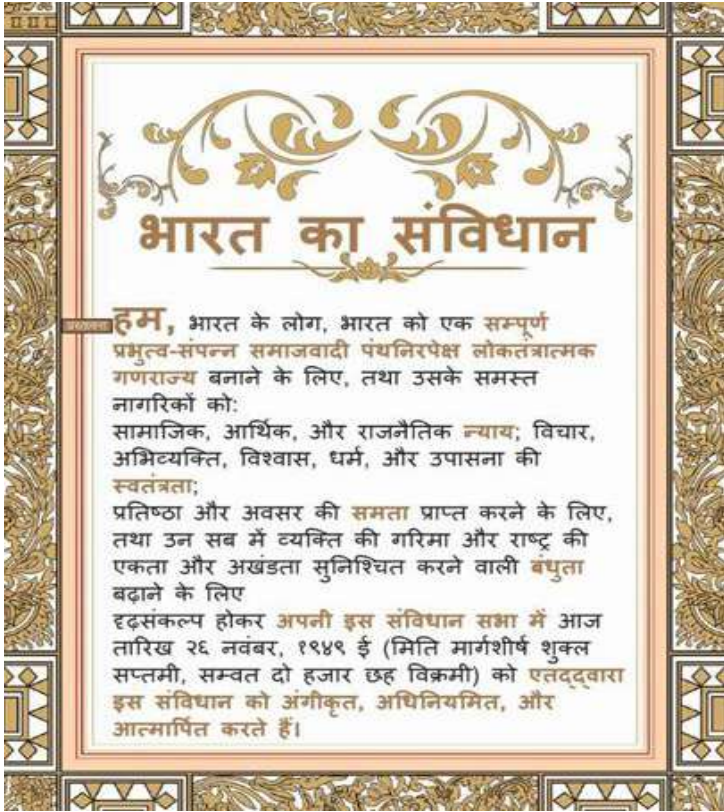 भारत का संविधान
हम, भारत के लोग, भारत को एक सम्पूर्ण
प्रभुत्व-संपन्न समाजवादी पंथनिरपेक्ष लोकतंत्रात्मक
गणराज्य बनाने के लिए, तथा उसके समस्त
नागरिकों को:
सामाजिक, आर्थिक, और राजनैतिक न्याय; विचार,
अभिव्यक्ति, विश्वास, धर्म, और उपासना की
स्वतंत्रता;
प्रतिष्ठा और अवसर की समता प्राप्त करने के लिए,
तथा उन सब में व्यक्ति की गरिमा और राष्ट्र की
एकता और अखंडता सुनिश्चित करने वाली बंधुता
बढ़ाने के लिए
दृढ़संकल्प होकर अपनी इस संविधान सभा में आज
तारिख २६ नवंबर, १९४९ ई (मिति मार्गशीर्ष शुक्ल
सप्तमी, सम्वत दो हजार छह विक्रमी) को एतद्द्वारा
इस संविधान को अंगीकृत, अधिनियमित, और
आत्मार्पित करते हैं।